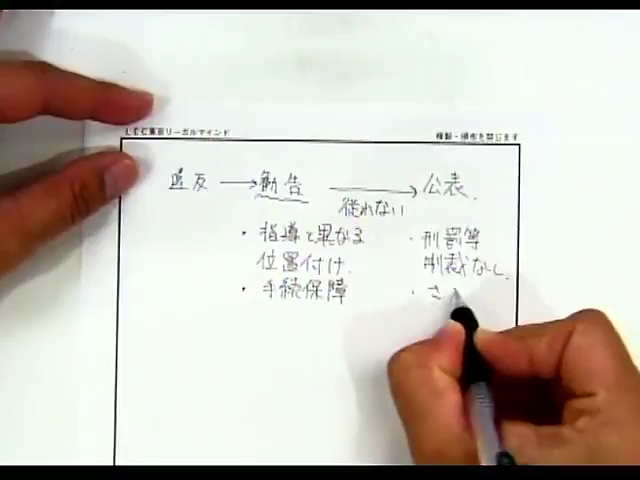 LEC東京リーガルマインド 複製・頒布を禁じます
違反 → 勧告 → 公表.
従れない
・指導と異なる ・刑罰等
位置付け. 制裁なし.
・手続保障 ・さ